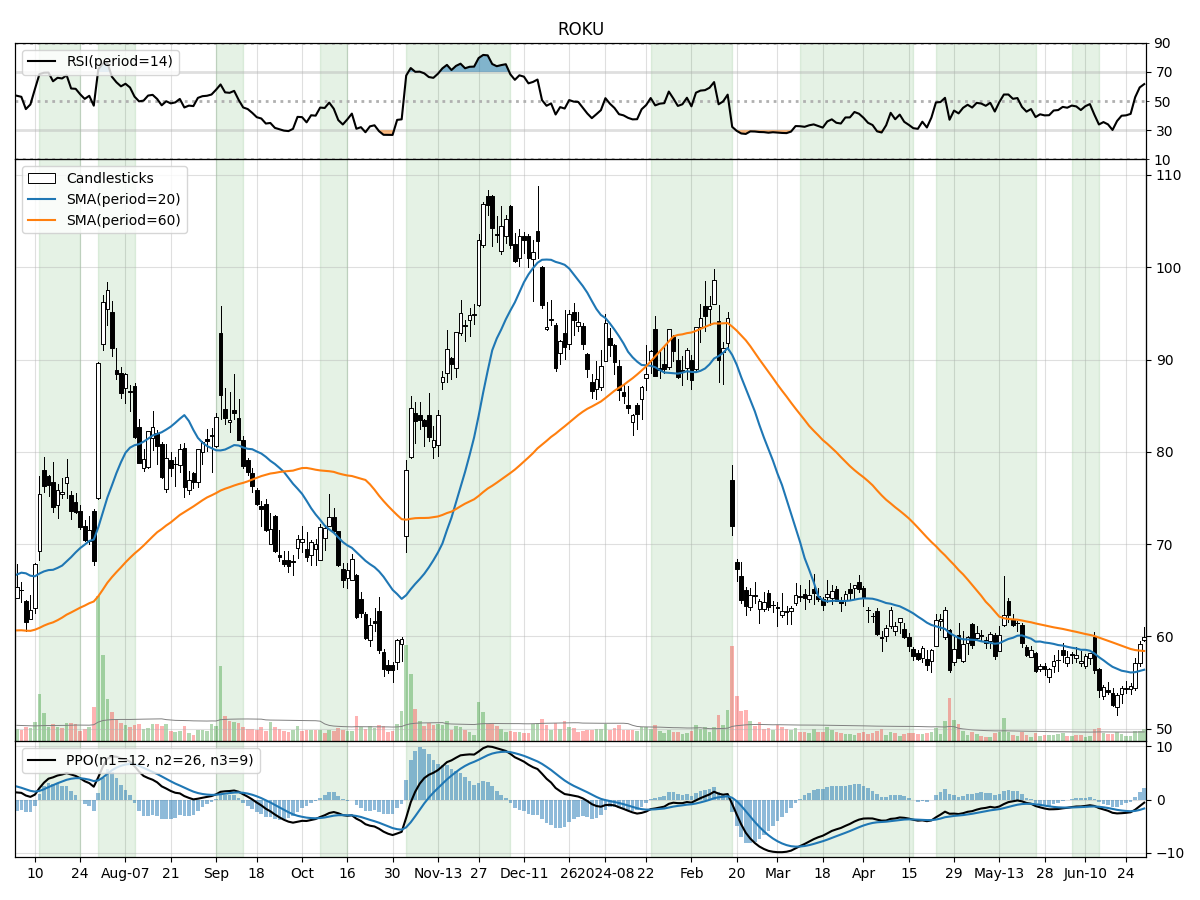 ROKU
RSI(period=14)
90
70
50
30
10
Candlesticks
SMA(period=20)
SMA(period=60)
110
100
90
80
70
60
50
PPO(n1=12, n2=26, n3=9)
10
0
−10
10 24 Aug-07 21 Sep 18 Oct 16 30 Nov-13 27 Dec-11 26 2024-08 22 Feb 20 Mar 18 Apr 15 29 May-13 28 Jun-10 24